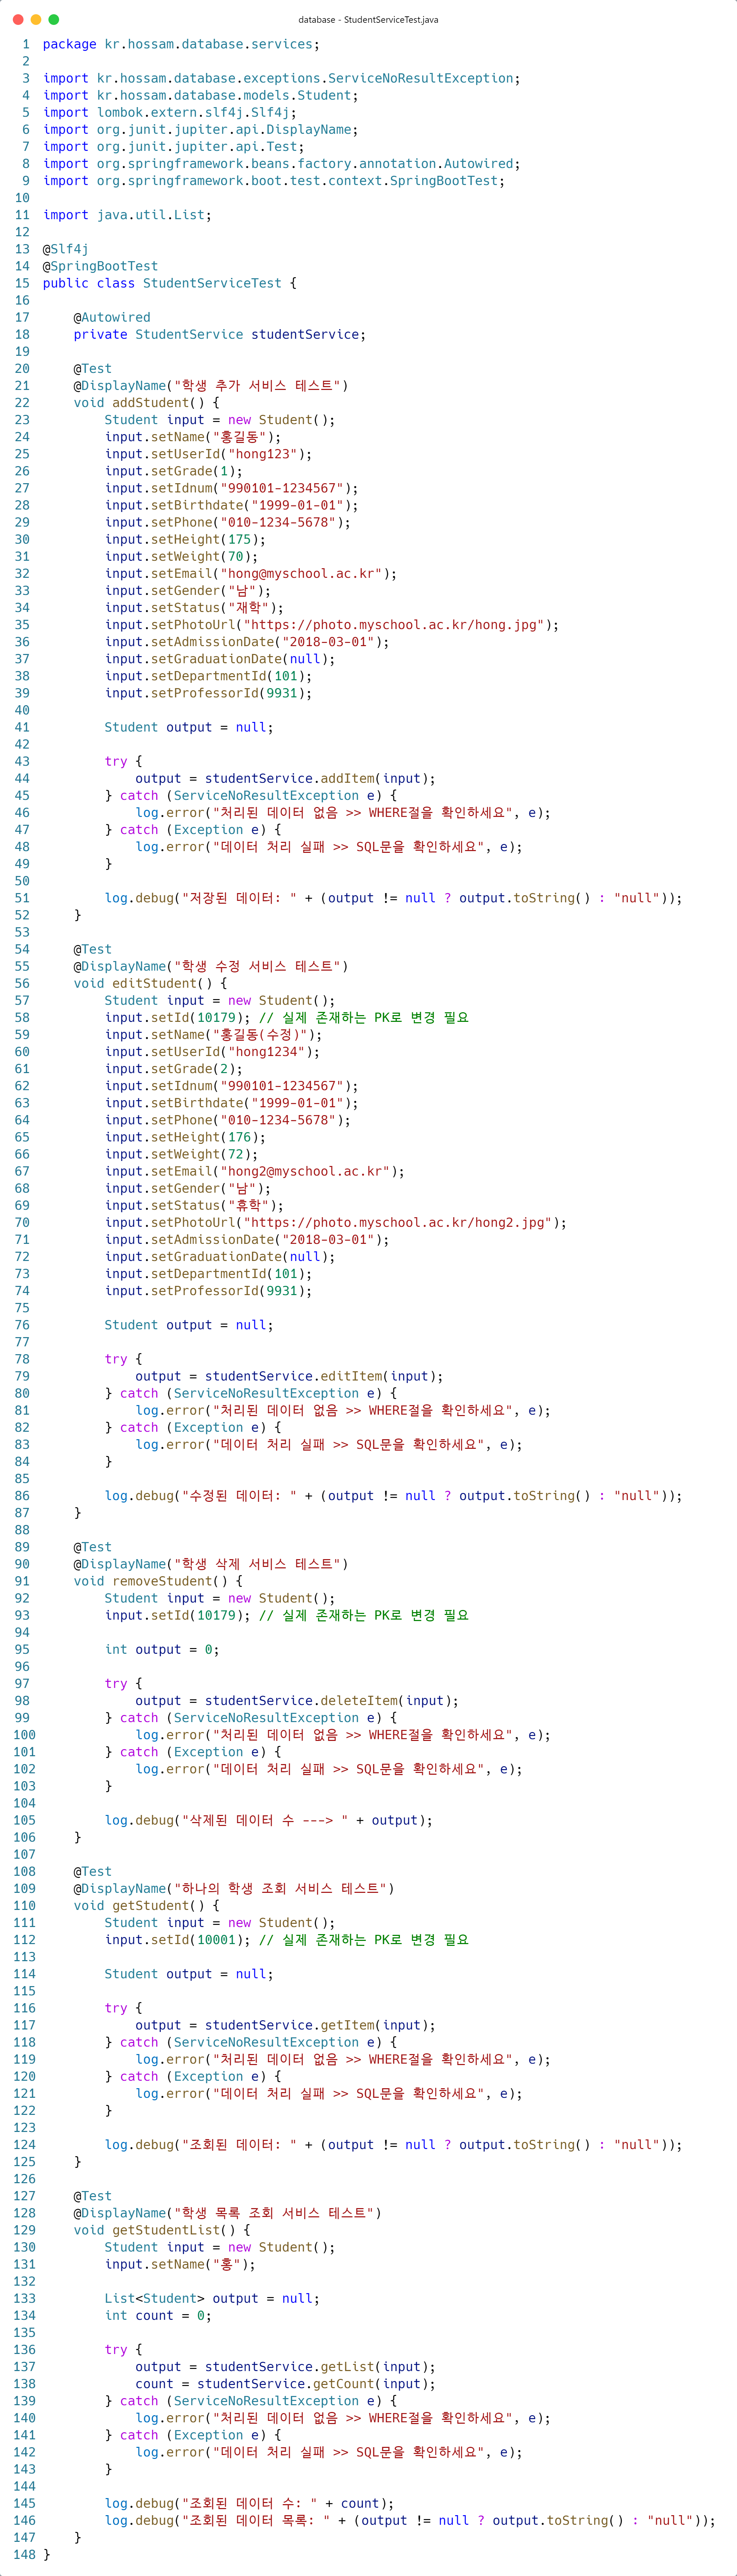 database - StudentServiceTest.java
1 package kr.hossam.database.services;
2
3 import kr.hossam.database.exceptions.ServiceNoResultException;
4 import kr.hossam.database.models.Student;
5 import lombok.extern.slf4j.Slf4j;
6 import org.junit.jupiter.api.DisplayName;
7 import org.junit.jupiter.api.Test;
8 import org.springframework.beans.factory.annotation.Autowired;
9 import org.springframework.boot.test.context.SpringBootTest;
10
11 import java.util.List;
12
13 @Slf4j
14 @SpringBootTest
15 public class StudentServiceTest {
16
17     @Autowired
18     private StudentService studentService;
19
20     @Test
21     @DisplayName("학생 추가 서비스 테스트")
22     void addStudent() {
23         Student input = new Student();
24         input.setName("홍길동");
25         input.setUserId("hong123");
26         input.setGrade(1);
27         input.setIdnum("990101-1234567");
28         input.setBirthdate("1999-01-01");
29         input.setPhone("010-1234-5678");
30         input.setHeight(175);
31         input.setWeight(70);
32         input.setEmail("hong@myschool.ac.kr");
33         input.setGender("남");
34         input.setStatus("재학");
35         input.setPhotoUrl("https://photo.myschool.ac.kr/hong.jpg");
36         input.setAdmissionDate("2018-03-01");
37         input.setGraduationDate(null);
38         input.setDepartmentId(101);
39         input.setProfessorId(9931);
40
41         Student output = null;
42
43         try {
44             output = studentService.addItem(input);
45         } catch (ServiceNoResultException e) {
46             log.error("처리된 데이터 없음 >> WHERE절을 확인하세요", e);
47         } catch (Exception e) {
48             log.error("데이터 처리 실패 >> SQL문을 확인하세요", e);
49         }
50
51         log.debug("저장된 데이터: " + (output != null ? output.toString() : "null"));
52     }
53
54     @Test
55     @DisplayName("학생 수정 서비스 테스트")
56     void editStudent() {
57         Student input = new Student();
58         input.setId(10179); // 실제 존재하는 PK로 변경 필요
59         input.setName("홍길동(수정)");
60         input.setUserId("hong1234");
61         input.setGrade(2);
62         input.setIdnum("990101-1234567");
63         input.setBirthdate("1999-01-01");
64         input.setPhone("010-1234-5678");
65         input.setHeight(176);
66         input.setWeight(72);
67         input.setEmail("hong2@myschool.ac.kr");
68         input.setGender("남");
69         input.setStatus("휴학");
70         input.setPhotoUrl("https://photo.myschool.ac.kr/hong2.jpg");
71         input.setAdmissionDate("2018-03-01");
72         input.setGraduationDate(null);
73         input.setDepartmentId(101);
74         input.setProfessorId(9931);
75
76         Student output = null;
77
78         try {
79             output = studentService.editItem(input);
80         } catch (ServiceNoResultException e) {
81             log.error("처리된 데이터 없음 >> WHERE절을 확인하세요", e);
82         } catch (Exception e) {
83             log.error("데이터 처리 실패 >> SQL문을 확인하세요", e);
84         }
85
86         log.debug("수정된 데이터: " + (output != null ? output.toString() : "null"));
87     }
88
89     @Test
90     @DisplayName("학생 삭제 서비스 테스트")
91     void removeStudent() {
92         Student input = new Student();
93         input.setId(10179); // 실제 존재하는 PK로 변경 필요
94
95         int output = 0;
96
97         try {
98             output = studentService.deleteItem(input);
99         } catch (ServiceNoResultException e) {
100             log.error("처리된 데이터 없음 >> WHERE절을 확인하세요", e);
101         } catch (Exception e) {
102             log.error("데이터 처리 실패 >> SQL문을 확인하세요", e);
103         }
104
105         log.debug("삭제된 데이터 수 ---> " + output);
106     }
107
108     @Test
109     @DisplayName("하나의 학생 조회 서비스 테스트")
110     void getStudent() {
111         Student input = new Student();
112         input.setId(10001); // 실제 존재하는 PK로 변경 필요
113
114         Student output = null;
115
116         try {
117             output = studentService.getItem(input);
118         } catch (ServiceNoResultException e) {
119             log.error("처리된 데이터 없음 >> WHERE절을 확인하세요", e);
120         } catch (Exception e) {
121             log.error("데이터 처리 실패 >> SQL문을 확인하세요", e);
122         }
123
124         log.debug("조회된 데이터: " + (output != null ? output.toString() : "null"));
125     }
126
127     @Test
128     @DisplayName("학생 목록 조회 서비스 테스트")
129     void getStudentList() {
130         Student input = new Student();
131         input.setName("홍");
132
133         List<Student> output = null;
134         int count = 0;
135
136         try {
137             output = studentService.getList(input);
138             count = studentService.getCount(input);
139         } catch (ServiceNoResultException e) {
140             log.error("처리된 데이터 없음 >> WHERE절을 확인하세요", e);
141         } catch (Exception e) {
142             log.error("데이터 처리 실패 >> SQL문을 확인하세요", e);
143         }
144
145         log.debug("조회된 데이터 수: " + count);
146         log.debug("조회된 데이터 목록: " + (output != null ? output.toString() : "null"));
147     }
148 }